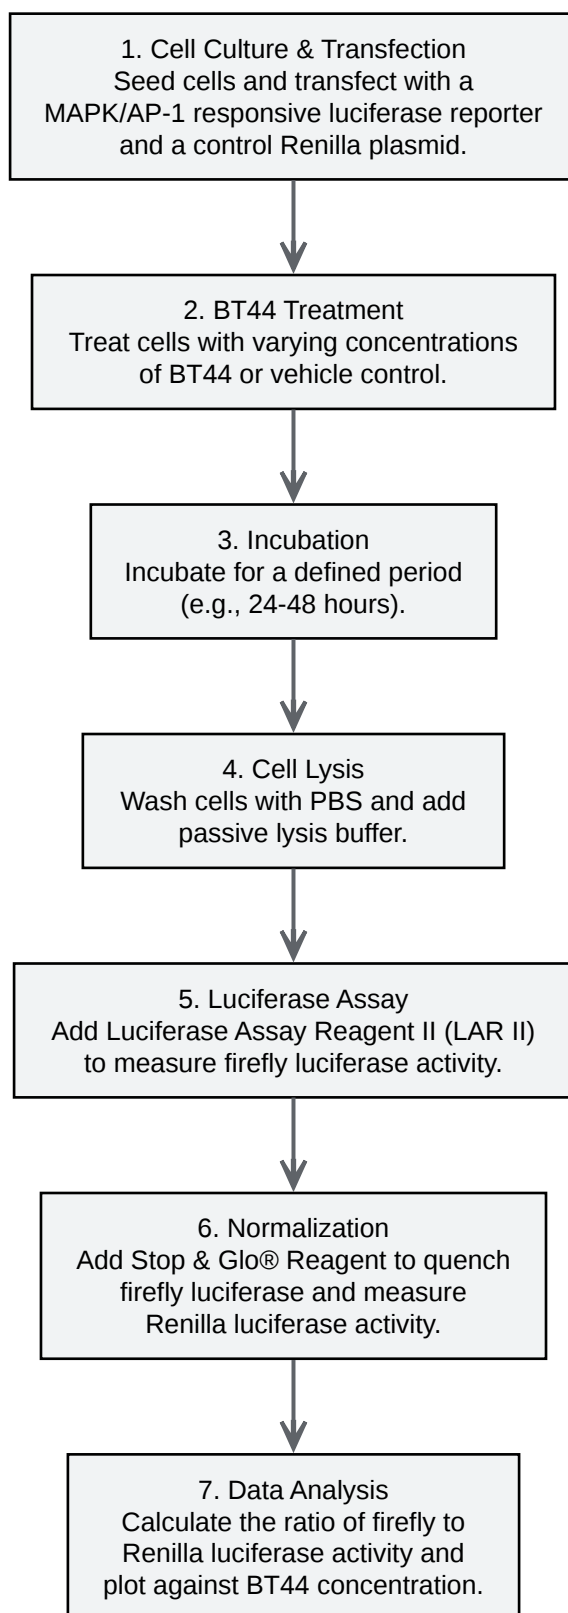 1. Cell Culture & Transfection
Seed cells and transfect with a
MAPK/AP-1 responsive luciferase reporter
and a control Renilla plasmid.
2. BT44 Treatment
Treat cells with varying concentrations
of BT44 or vehicle control.
3. Incubation
Incubate for a defined period
(e.g., 24-48 hours).
4. Cell Lysis
Wash cells with PBS and add
passive lysis buffer.
5. Luciferase Assay
Add Luciferase Assay Reagent II (LAR II)
to measure firefly luciferase activity.
6. Normalization
Add Stop & Glo® Reagent to quench
firefly luciferase and measure
Renilla luciferase activity.
7. Data Analysis
Calculate the ratio of firefly to
Renilla luciferase activity and
plot against BT44 concentration.